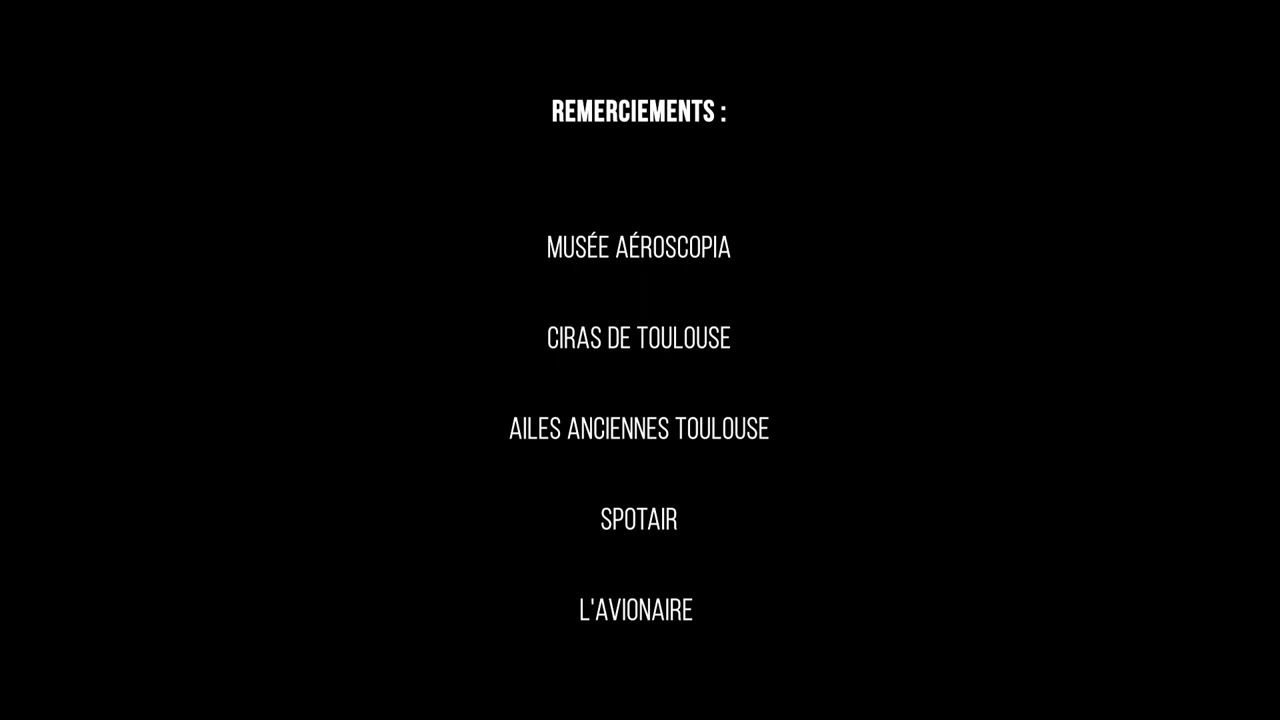 REMERCIEMENTS :
MUSÉE AÉROSCOPIA
CIRAS DE TOULOUSE
AILES ANCIENNES TOULOUSE
SPOTAIR
L'AVIONAIRE